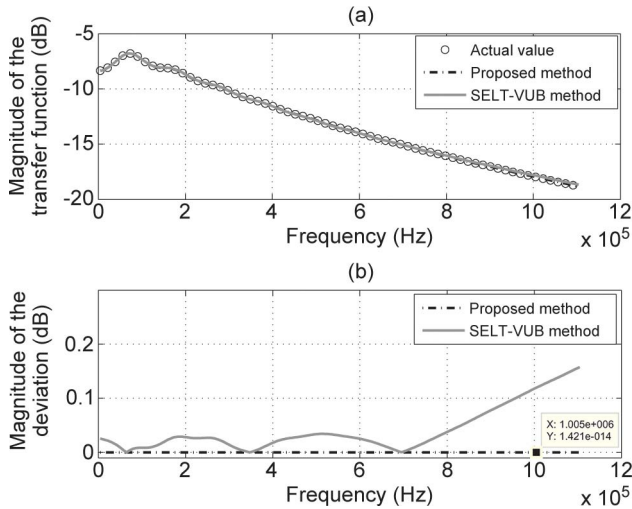 (a)
Magnitude of the
transfer function (dB)
-5
-10
-15
-20
Actual value
Proposed method
SELT-VUB method
0 2 4 6 8 10 12
x 10^5
Frequency (Hz)
(b)
Magnitude of the
deviation (dB)
0.2
0.1
0
Proposed method
SELT-VUB method
X: 1.005e+006
Y: 1.421e-014
0 2 4 6 8 10 12
x 10^5
Frequency (Hz)